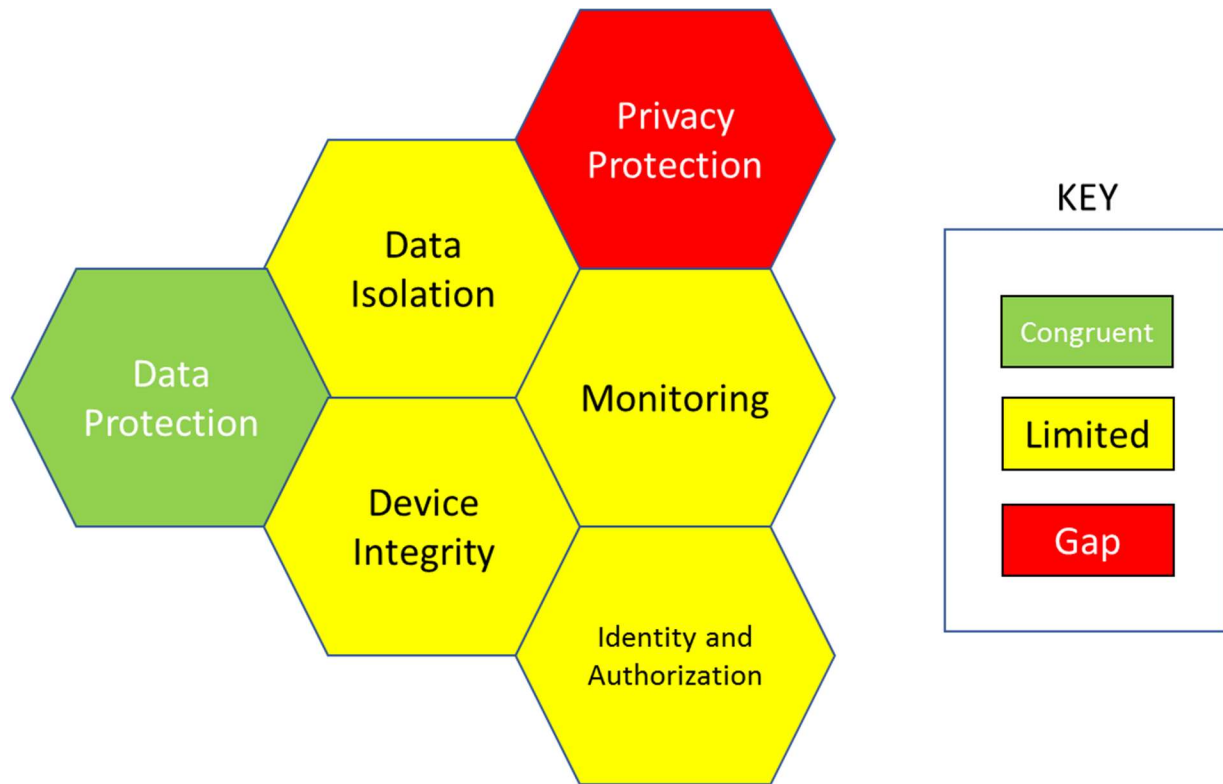 Privacy
Protection
Data
Isolation
Data
Protection
Monitoring
Device
Integrity
Identity and
Authorization
KEY
Congruent
Limited
Gap